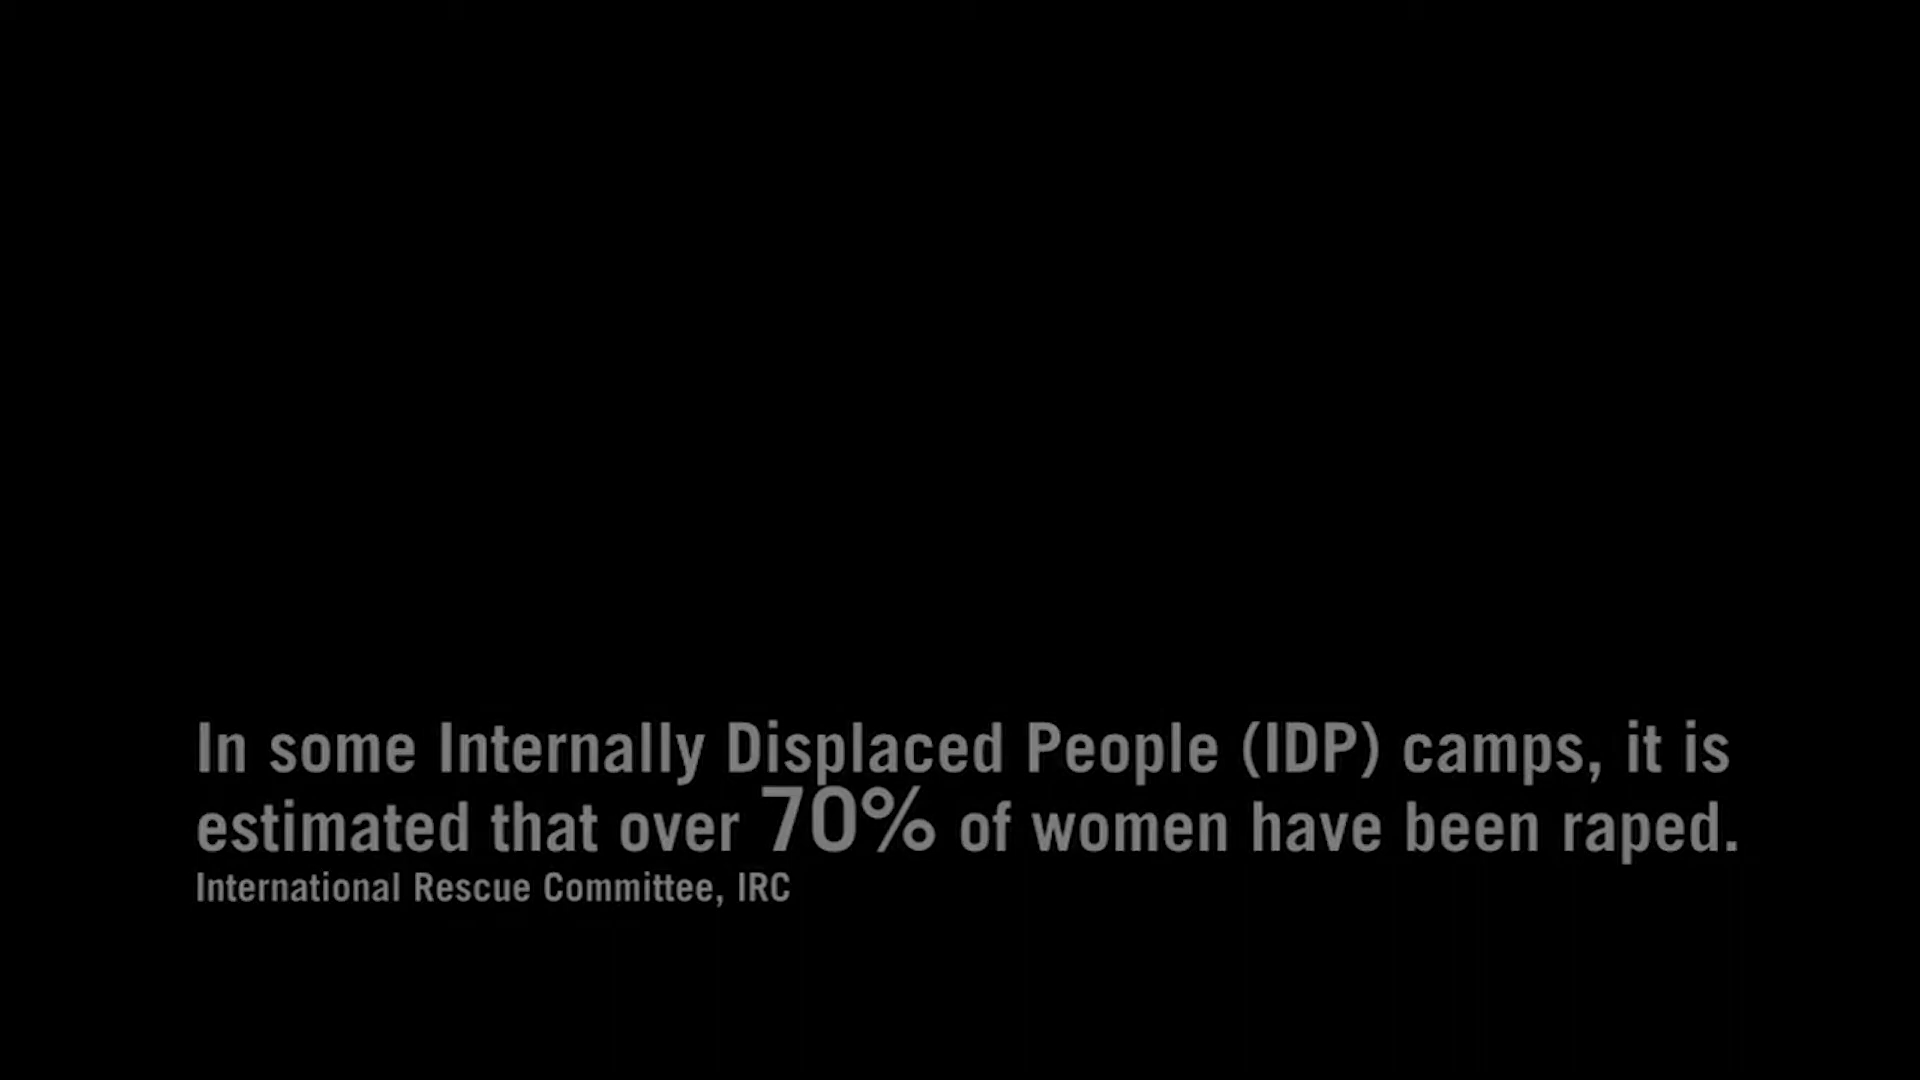 In some Internally Displaced People (IDP) camps, it is
estimated that over 70% of women have been raped.
International Rescue Committee, IRC